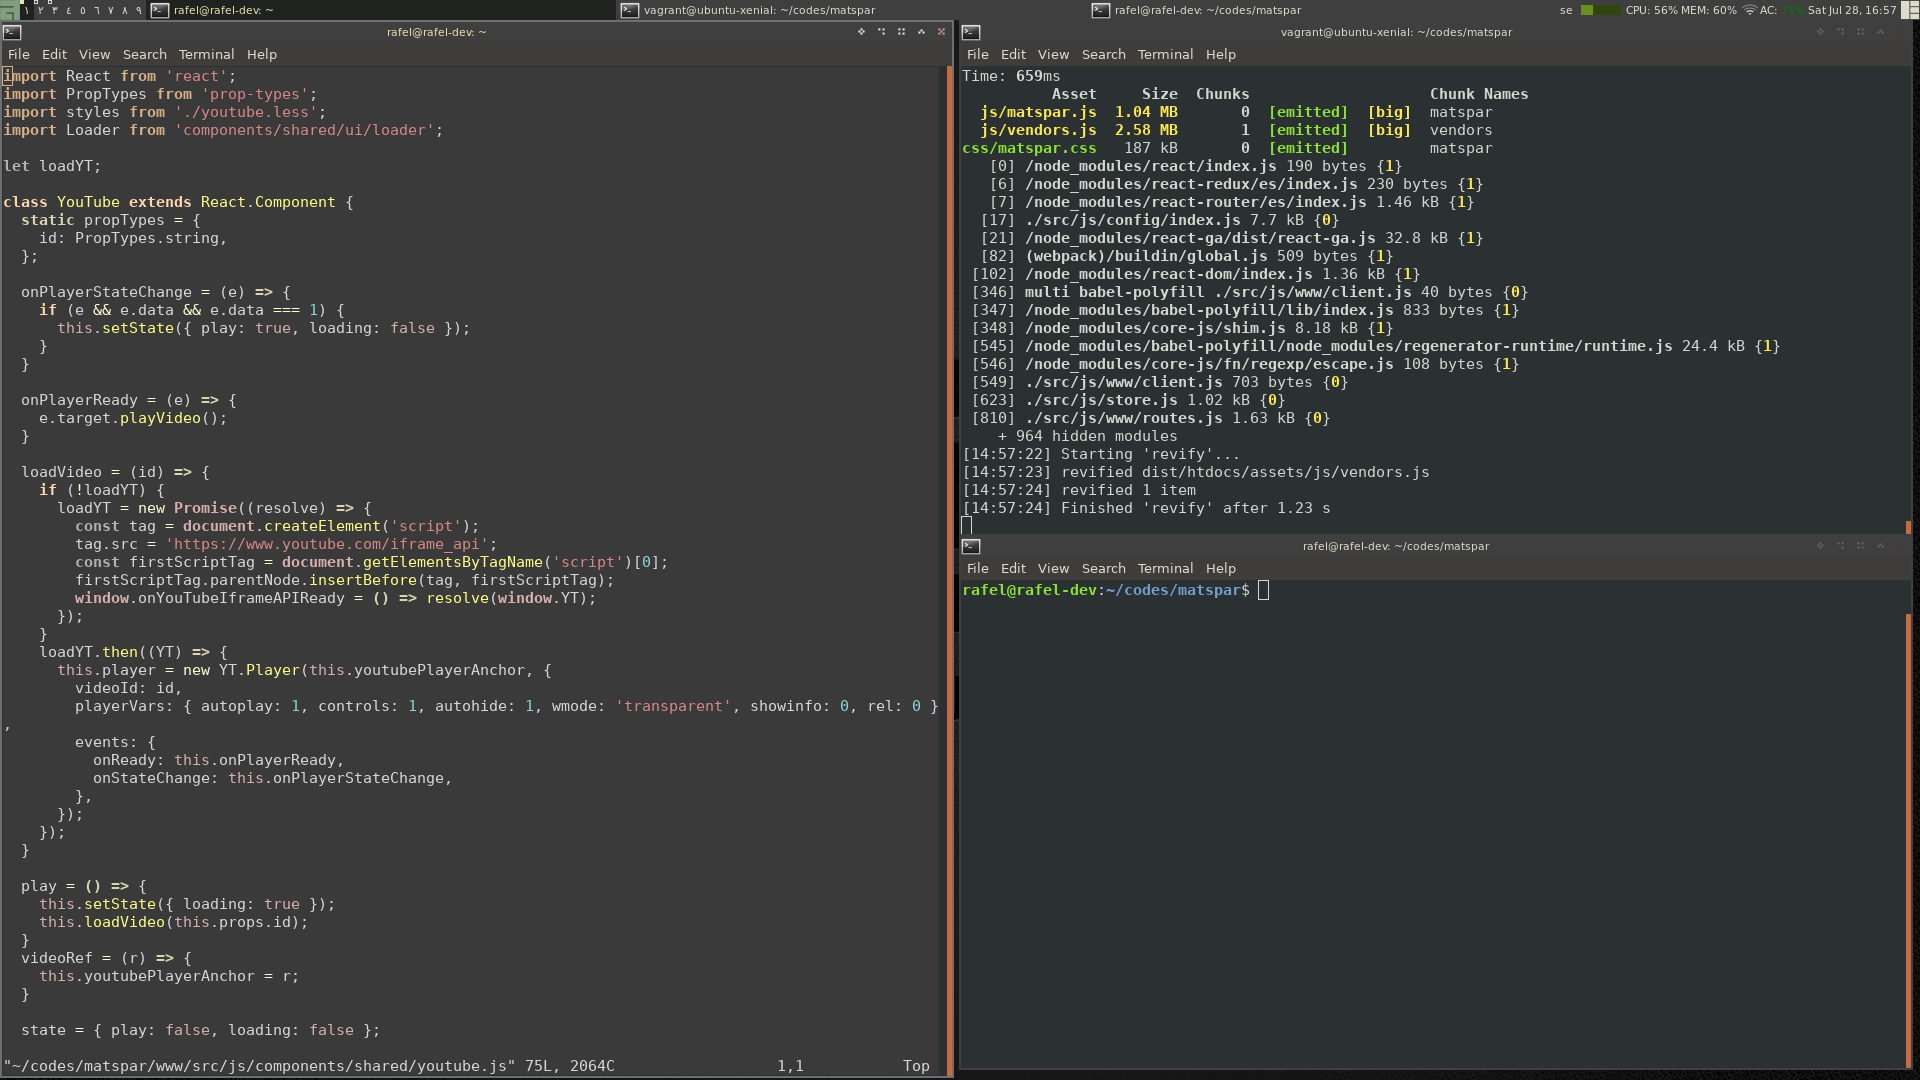 ١ ٢ ٣ ٤ ٥ ٦ ٧ ٨ ٩ rafel@rafel-dev: ~ vagrant@ubuntu-xenial: ~/codes/matspar rafel@rafel-dev: ~/codes/matspar se CPU: 56% MEM: 60% AC: 75% Sat Jul 28, 16:57
rafel@rafel-dev: ~
File Edit View Search Terminal Help
import React from 'react';
import PropTypes from 'prop-types';
import styles from './youtube.less';
import Loader from 'components/shared/ui/loader';
let loadYT;
class YouTube extends React.Component {
  static propTypes = {
    id: PropTypes.string,
  };
  onPlayerStateChange = (e) => {
    if (e && e.data && e.data === 1) {
      this.setState({ play: true, loading: false });
    }
  }
  onPlayerReady = (e) => {
    e.target.playVideo();
  }
  loadVideo = (id) => {
    if (!loadYT) {
      loadYT = new Promise((resolve) => {
        const tag = document.createElement('script');
        tag.src = 'https://www.youtube.com/iframe_api';
        const firstScriptTag = document.getElementsByTagName('script')[0];
        firstScriptTag.parentNode.insertBefore(tag, firstScriptTag);
        window.onYouTubeIframeAPIReady = () => resolve(window.YT);
      });
    }
    loadYT.then((YT) => {
      this.player = new YT.Player(this.youtubePlayerAnchor, {
        videoId: id,
        playerVars: { autoplay: 1, controls: 1, autohide: 1, wmode: 'transparent', showinfo: 0, rel: 0 }
,
        events: {
          onReady: this.onPlayerReady,
          onStateChange: this.onPlayerStateChange,
        },
      });
    });
  }
  play = () => {
    this.setState({ loading: true });
    this.loadVideo(this.props.id);
  }
  videoRef = (r) => {
    this.youtubePlayerAnchor = r;
  }
  state = { play: false, loading: false };
"~/codes/matspar/www/src/js/components/shared/youtube.js" 75L, 2064C 1,1 Top
vagrant@ubuntu-xenial: ~/codes/matspar
File Edit View Search Terminal Help
Time: 659ms
Asset Size Chunks Chunk Names
js/matspar.js 1.04 MB 0 [emitted] [big] matspar
js/vendors.js 2.58 MB 1 [emitted] [big] vendors
css/matspar.css 187 kB 0 [emitted] matspar
[0] /node_modules/react/index.js 190 bytes {1}
[6] /node_modules/react-redux/es/index.js 230 bytes {1}
[7] /node_modules/react-router/es/index.js 1.46 kB {1}
[17] ./src/js/config/index.js 7.7 kB {0}
[21] /node_modules/react-ga/dist/react-ga.js 32.8 kB {1}
[82] (webpack)/buildin/global.js 509 bytes {1}
[102] /node_modules/react-dom/index.js 1.36 kB {1}
[346] multi babel-polyfill ./src/js/www/client.js 40 bytes {0}
[347] /node_modules/babel-polyfill/lib/index.js 833 bytes {1}
[348] /node_modules/core-js/shim.js 8.18 kB {1}
[545] /node_modules/babel-polyfill/node_modules/regenerator-runtime/runtime.js 24.4 kB {1}
[546] /node_modules/core-js/fn/regexp/escape.js 108 bytes {1}
[549] ./src/js/www/client.js 703 bytes {0}
[623] ./src/js/store.js 1.02 kB {0}
[810] ./src/js/www/routes.js 1.63 kB {0}
+ 964 hidden modules
[14:57:22] Starting 'revify'...
[14:57:23] revified dist/htdocs/assets/js/vendors.js
[14:57:24] revified 1 item
[14:57:24] Finished 'revify' after 1.23 s
rafel@rafel-dev: ~/codes/matspar
File Edit View Search Terminal Help
rafel@rafel-dev:~/codes/matspar$